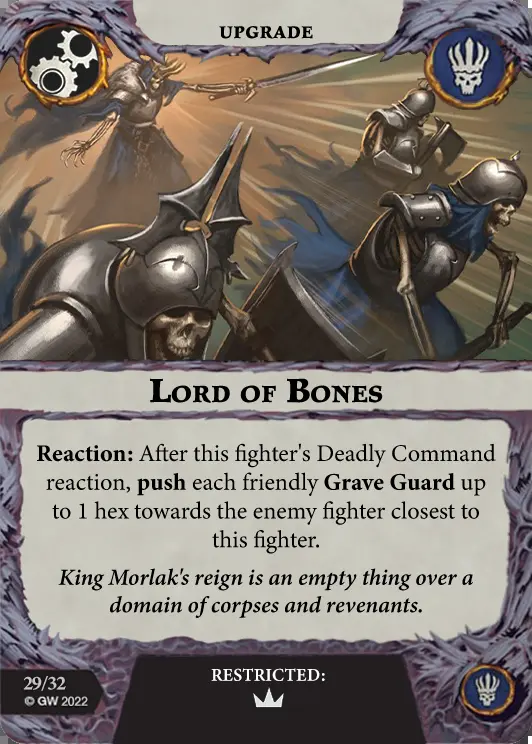 UPGRADE
LORD OF BONES
Reaction: After this fighter's Deadly Command
reaction, push each friendly Grave Guard up
to 1 hex towards the enemy fighter closest to
this fighter.
King Morlak's reign is an empty thing over a
domain of corpses and revenants.
RESTRICTED:
29/32
© GW 2022